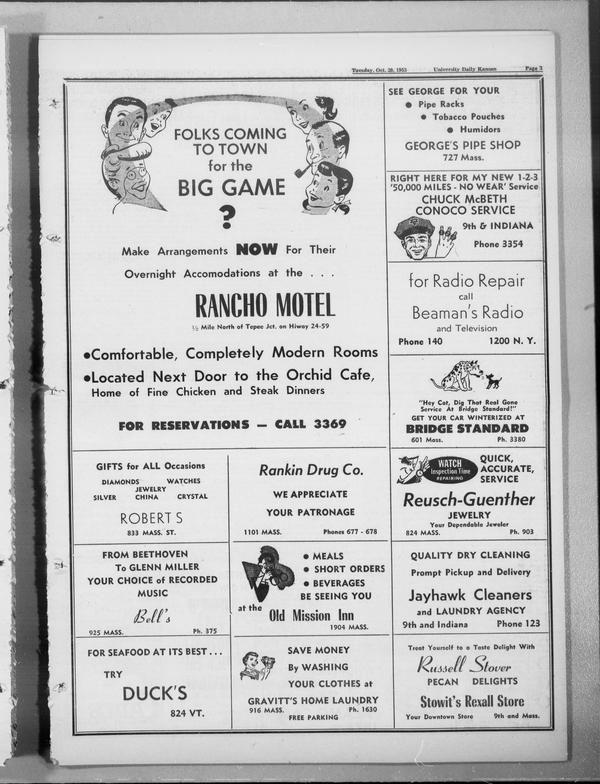 Tuesday, Oct. 20, 1953 University Daily Kansan Page 3
FOLKS COMING
TO TOWN
for the
BIG GAME
?
Make Arrangements NOW For Their
Overnight Accomodations at the . . .
RANCHO MOTEL
½ Mile North of Tepee Jct. on Hiway 24-59
•Comfortable, Completely Modern Rooms
•Located Next Door to the Orchid Cafe,
Home of Fine Chicken and Steak Dinners
FOR RESERVATIONS — CALL 3369
SEE GEORGE FOR YOUR
• Pipe Racks
• Tobacco Pouches
• Humidors
GEORGE'S PIPE SHOP
727 Mass.
RIGHT HERE FOR MY NEW 1-2-3
'50,000 MILES - NO WEAR' Service
CHUCK McBETH
CONOCO SERVICE
9th & INDIANA
Phone 3354
for Radio Repair
call
Beaman's Radio
and Television
Phone 140 1200 N. Y.
"Hey Cat, Dig That Real Gone
Service At Bridge Standard!"
GET YOUR CAR WINTERIZED AT
BRIDGE STANDARD
601 Mass. Ph. 3380
GIFTS for ALL Occasions
DIAMONDS WATCHES
JEWELRY
SILVER CHINA CRYSTAL
ROBERTS
833 MASS. ST.
Rankin Drug Co.
WE APPRECIATE
YOUR PATRONAGE
1101 MASS. Phones 677 - 678
WATCH
Inspection Time
REPAIRING
QUICK,
ACCURATE,
SERVICE
Reusch-Guenther
JEWELRY
Your Dependable Jeweler
824 MASS. Ph. 903
FROM BEETHOVEN
To GLENN MILLER
YOUR CHOICE of RECORDED
MUSIC
Bell's
925 MASS. Ph. 375
• MEALS
• SHORT ORDERS
• BEVERAGES
BE SEEING YOU
at the Old Mission Inn
1904 MASS.
QUALITY DRY CLEANING
Prompt Pickup and Delivery
Jayhawk Cleaners
and LAUNDRY AGENCY
9th and Indiana Phone 123
FOR SEAFOOD AT ITS BEST . . .
TRY
DUCK'S
824 VT.
SAVE MONEY
By WASHING
YOUR CLOTHES at
GRAVITT'S HOME LAUNDRY
916 MASS. Ph. 1630
FREE PARKING
Treat Yourself to a Taste Delight With
Russell Stover
PECAN DELIGHTS
Stowit's Rexall Store
Your Downtown Store 9th and Mass.